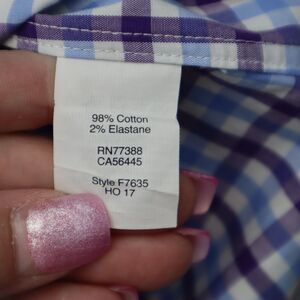 98% Cotton
2% Elastane
RN77388
CA56445
Style F7635
HO 17